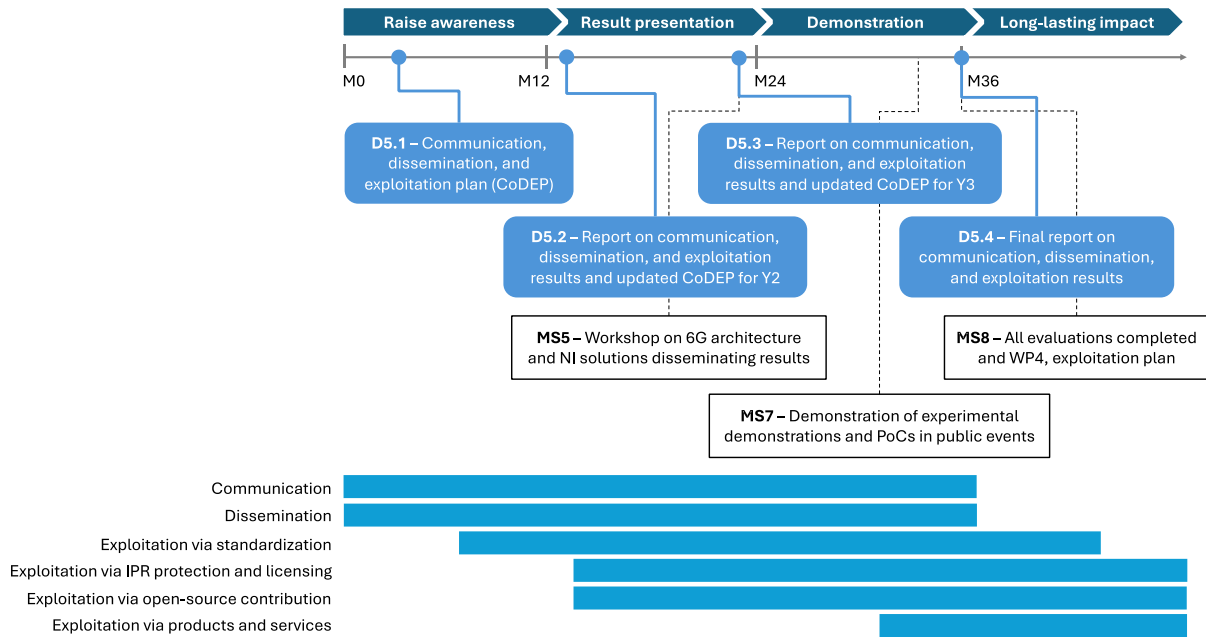 Raise awareness
Result presentation
Demonstration
Long-lasting impact
M0
M12
M24
M36
D5.1 – Communication,
dissemination, and
exploitation plan (CoDEP)
D5.3 – Report on communication,
dissemination, and exploitation
results and updated CoDEP for Y3
D5.2 – Report on communication,
dissemination, and exploitation
results and updated CoDEP for Y2
D5.4 – Final report on
communication, dissemination,
and exploitation results
MS5 – Workshop on 6G architecture
and NI solutions disseminating results
MS8 – All evaluations completed
and WP4, exploitation plan
MS7 – Demonstration of experimental
demonstrations and PoCs in public events
Communication
Dissemination
Exploitation via standardization
Exploitation via IPR protection and licensing
Exploitation via open-source contribution
Exploitation via products and services